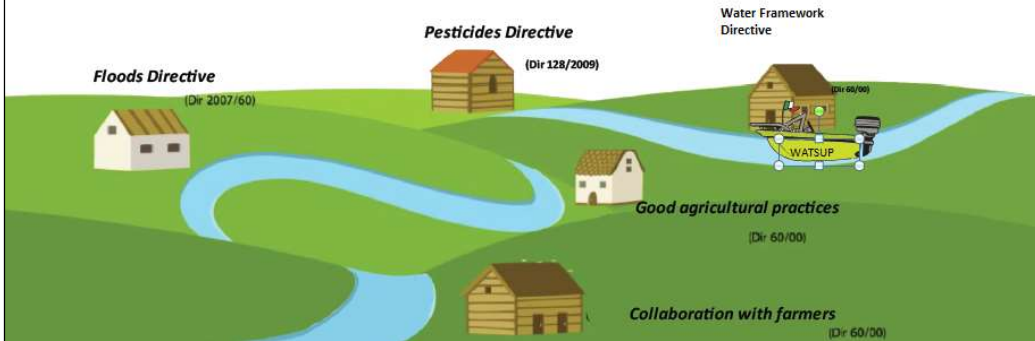 Water Framework
Directive
Pesticides Directive
(Dir 128/2009)
Floods Directive
(Dir 2007/60)
(Dir 60/00)
WATSUP
Good agricultural practices
(Dir 60/00)
Collaboration with farmers
(Dir 60/00)